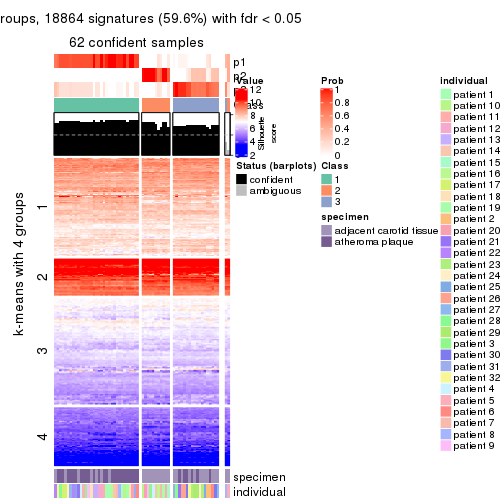 roups, 18864 signatures (59.6%) with fdr < 0.05
62 confident samples
p1
p2
p3
Class
Silhouette
score
1
2
3
4
k-means with 4 groups
specimen
individual
Value
12
10
8
6
4
2
Status (barplots)
confident
ambiguous
Prob
1
0.8
0.6
0.4
0.2
0
Class
1
2
3
specimen
adjacent carotid tissue
atheroma plaque
individual
patient 1
patient 10
patient 11
patient 12
patient 13
patient 14
patient 15
patient 16
patient 17
patient 18
patient 19
patient 2
patient 20
patient 21
patient 22
patient 23
patient 24
patient 25
patient 26
patient 27
patient 28
patient 29
patient 3
patient 30
patient 31
patient 32
patient 4
patient 5
patient 6
patient 7
patient 8
patient 9